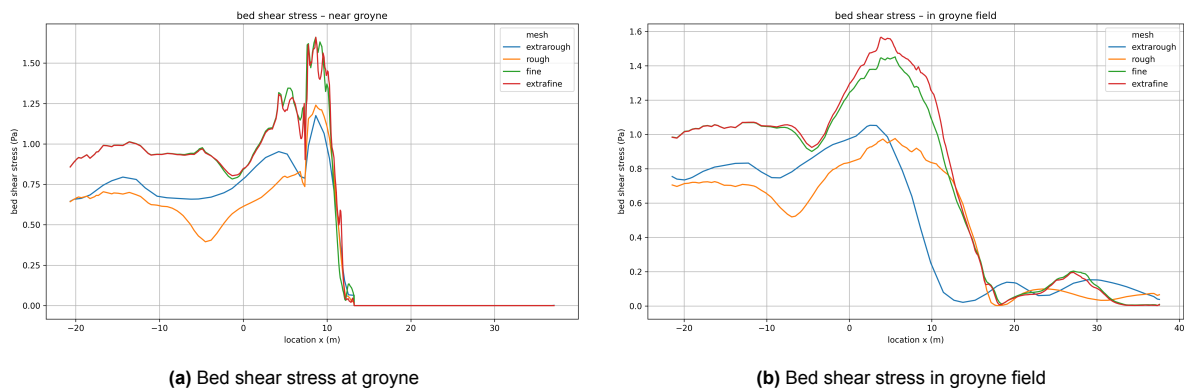 bed shear stress – near groyne
mesh
extrarough
rough
fine
extrafine
bed shear stress (Pa)
1.50
1.25
1.00
0.75
0.50
0.25
0.00
−20
−10
0
10
20
30
location x (m)
(a) Bed shear stress at groyne
bed shear stress – in groyne field
mesh
extrarough
rough
fine
extrafine
bed shear stress (Pa)
1.6
1.4
1.2
1.0
0.8
0.6
0.4
0.2
0.0
−20
−10
0
10
20
30
40
location x (m)
(b) Bed shear stress in groyne field